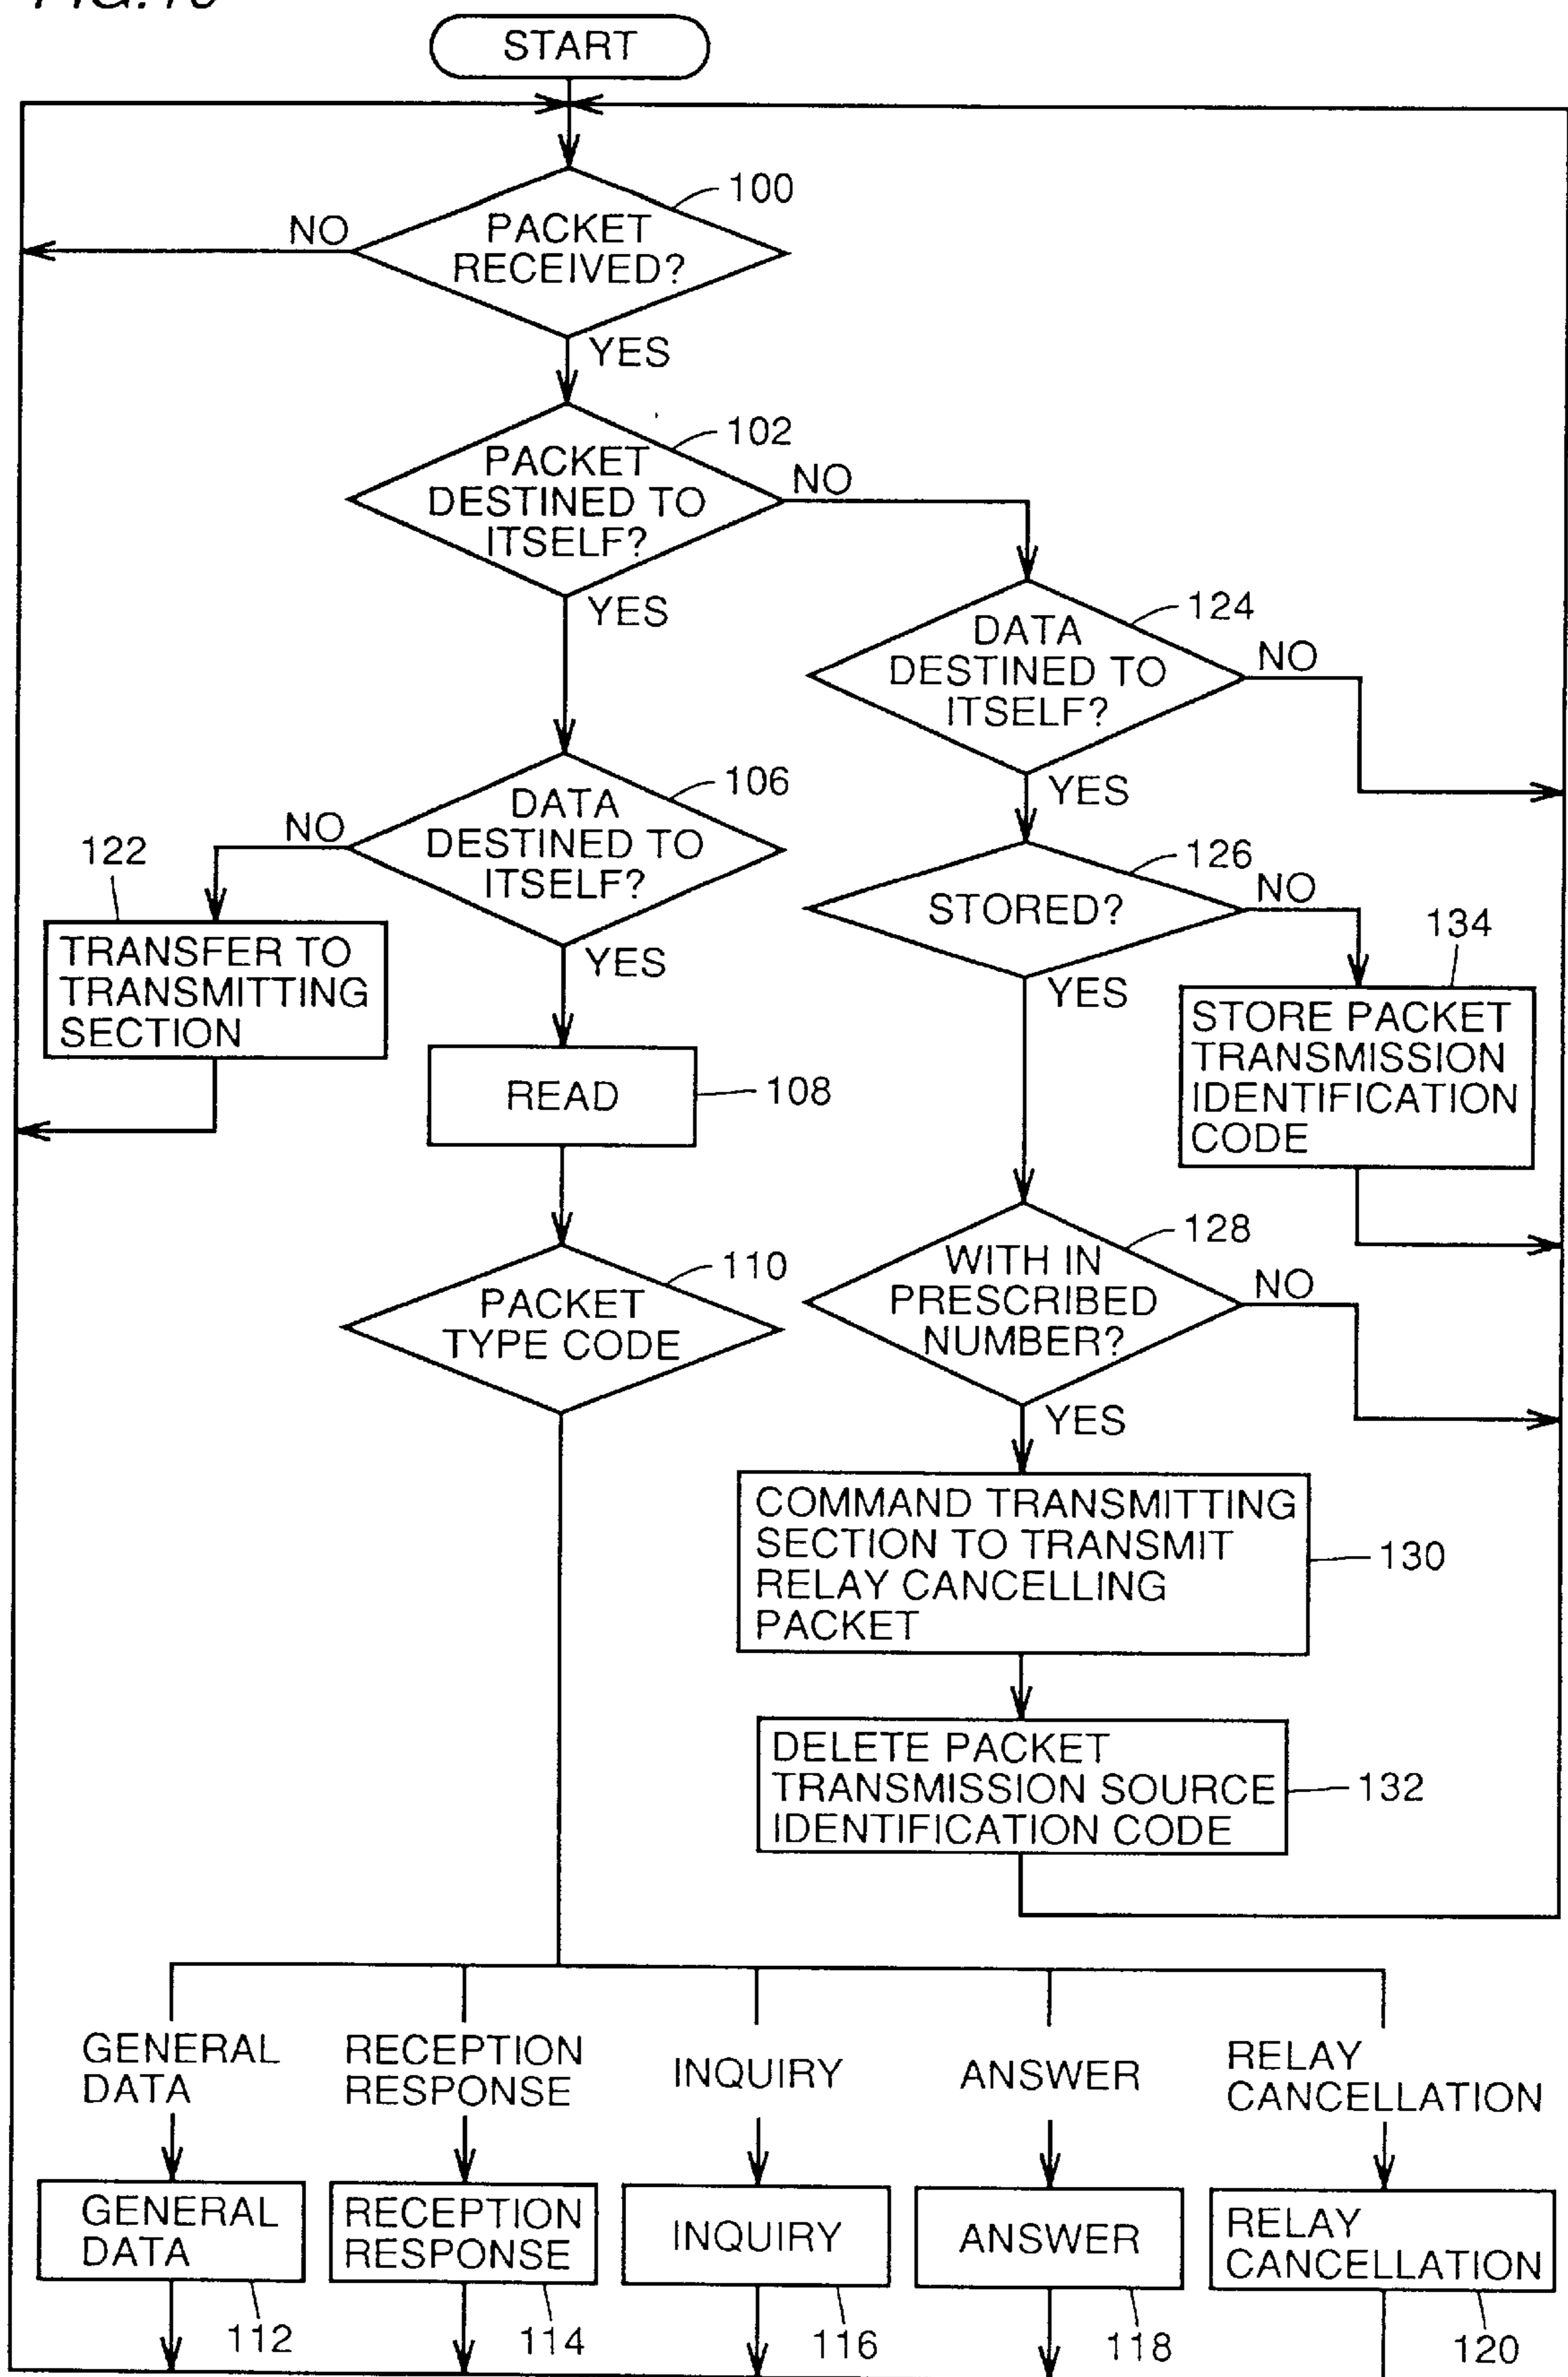 START
100
PACKET
RECEIVED?
NO
YES
102
PACKET
DESTINED TO
ITSELF?
NO
YES
124
DATA
DESTINED TO
ITSELF?
NO
YES
106
DATA
DESTINED TO
ITSELF?
NO
YES
122
TRANSFER TO
TRANSMITTING
SECTION
126
STORED?
NO
YES
134
STORE PACKET
TRANSMISSION
IDENTIFICATION
CODE
READ
108
110
PACKET
TYPE CODE
128
WITH IN
PRESCRIBED
NUMBER?
NO
YES
COMMAND TRANSMITTING
SECTION TO TRANSMIT
RELAY CANCELLING
PACKET
130
DELETE PACKET
TRANSMISSION SOURCE
IDENTIFICATION CODE
132
GENERAL
DATA
RECEPTION
RESPONSE
INQUIRY
ANSWER
RELAY
CANCELLATION
GENERAL
DATA
RECEPTION
RESPONSE
INQUIRY
ANSWER
RELAY
CANCELLATION
112
114
116
118
120